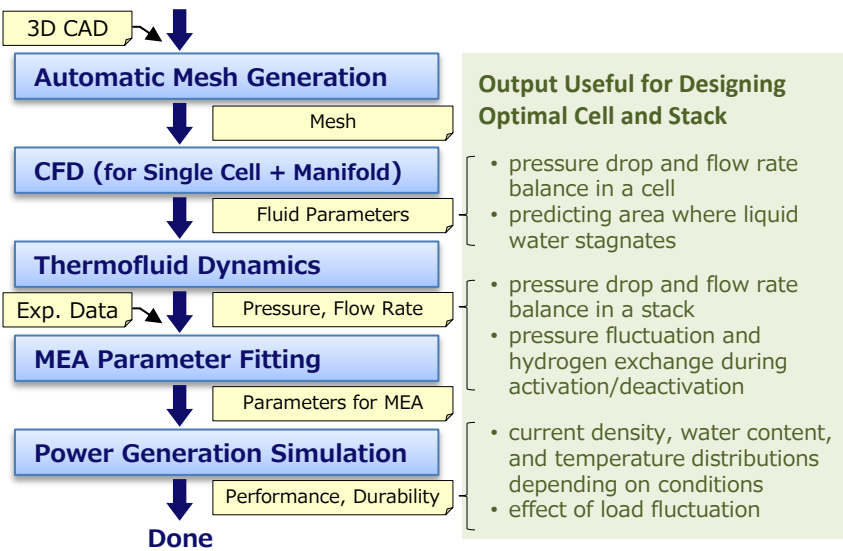 3D CAD
Automatic Mesh Generation
Mesh
CFD (for Single Cell + Manifold)
Fluid Parameters
Thermofluid Dynamics
Exp. Data
Pressure, Flow Rate
MEA Parameter Fitting
Parameters for MEA
Power Generation Simulation
Performance, Durability
Done
Output Useful for Designing
Optimal Cell and Stack
• pressure drop and flow rate
balance in a cell
• predicting area where liquid
water stagnates
• pressure drop and flow rate
balance in a stack
• pressure fluctuation and
hydrogen exchange during
activation/deactivation
• current density, water content,
and temperature distributions
depending on conditions
• effect of load fluctuation